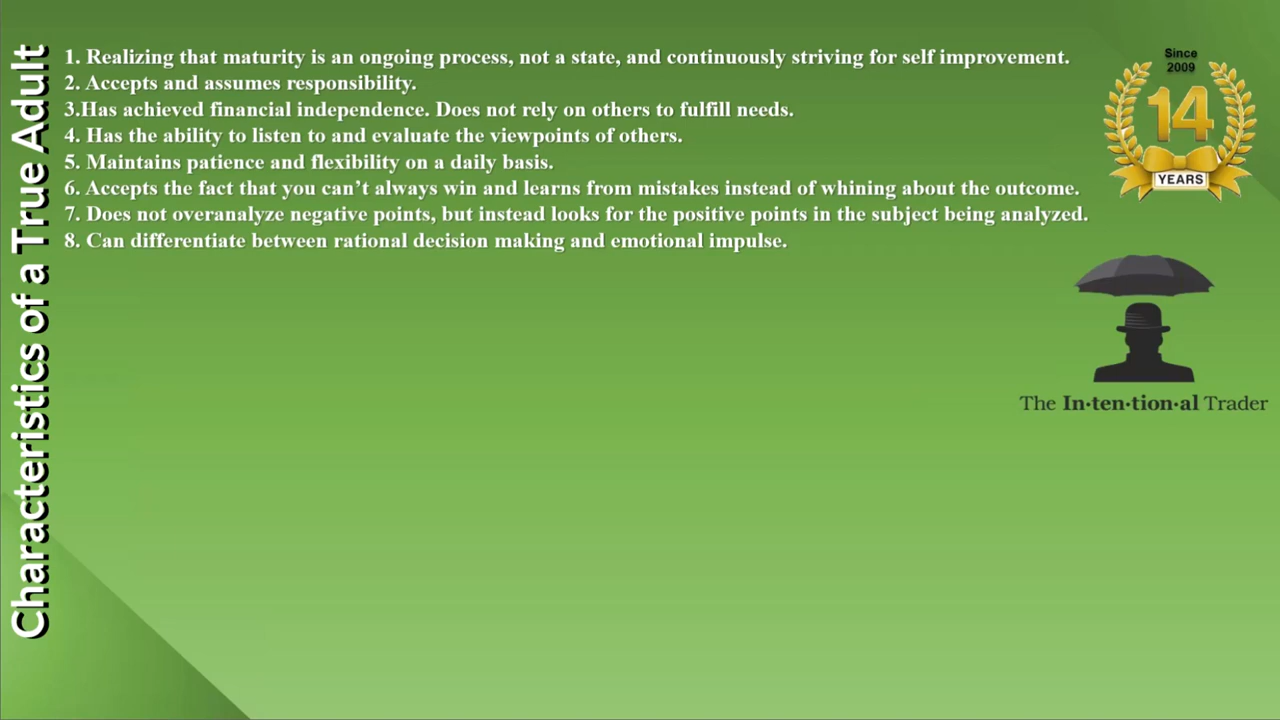 Characteristics of a True Adult
1. Realizing that maturity is an ongoing process, not a state, and continuously striving for self improvement.
2. Accepts and assumes responsibility.
3.Has achieved financial independence. Does not rely on others to fulfill needs.
4. Has the ability to listen to and evaluate the viewpoints of others.
5. Maintains patience and flexibility on a daily basis.
6. Accepts the fact that you can’t always win and learns from mistakes instead of whining about the outcome.
7. Does not overanalyze negative points, but instead looks for the positive points in the subject being analyzed.
8. Can differentiate between rational decision making and emotional impulse.
Since
2009
14
YEARS
The In·ten·tion·al Trader